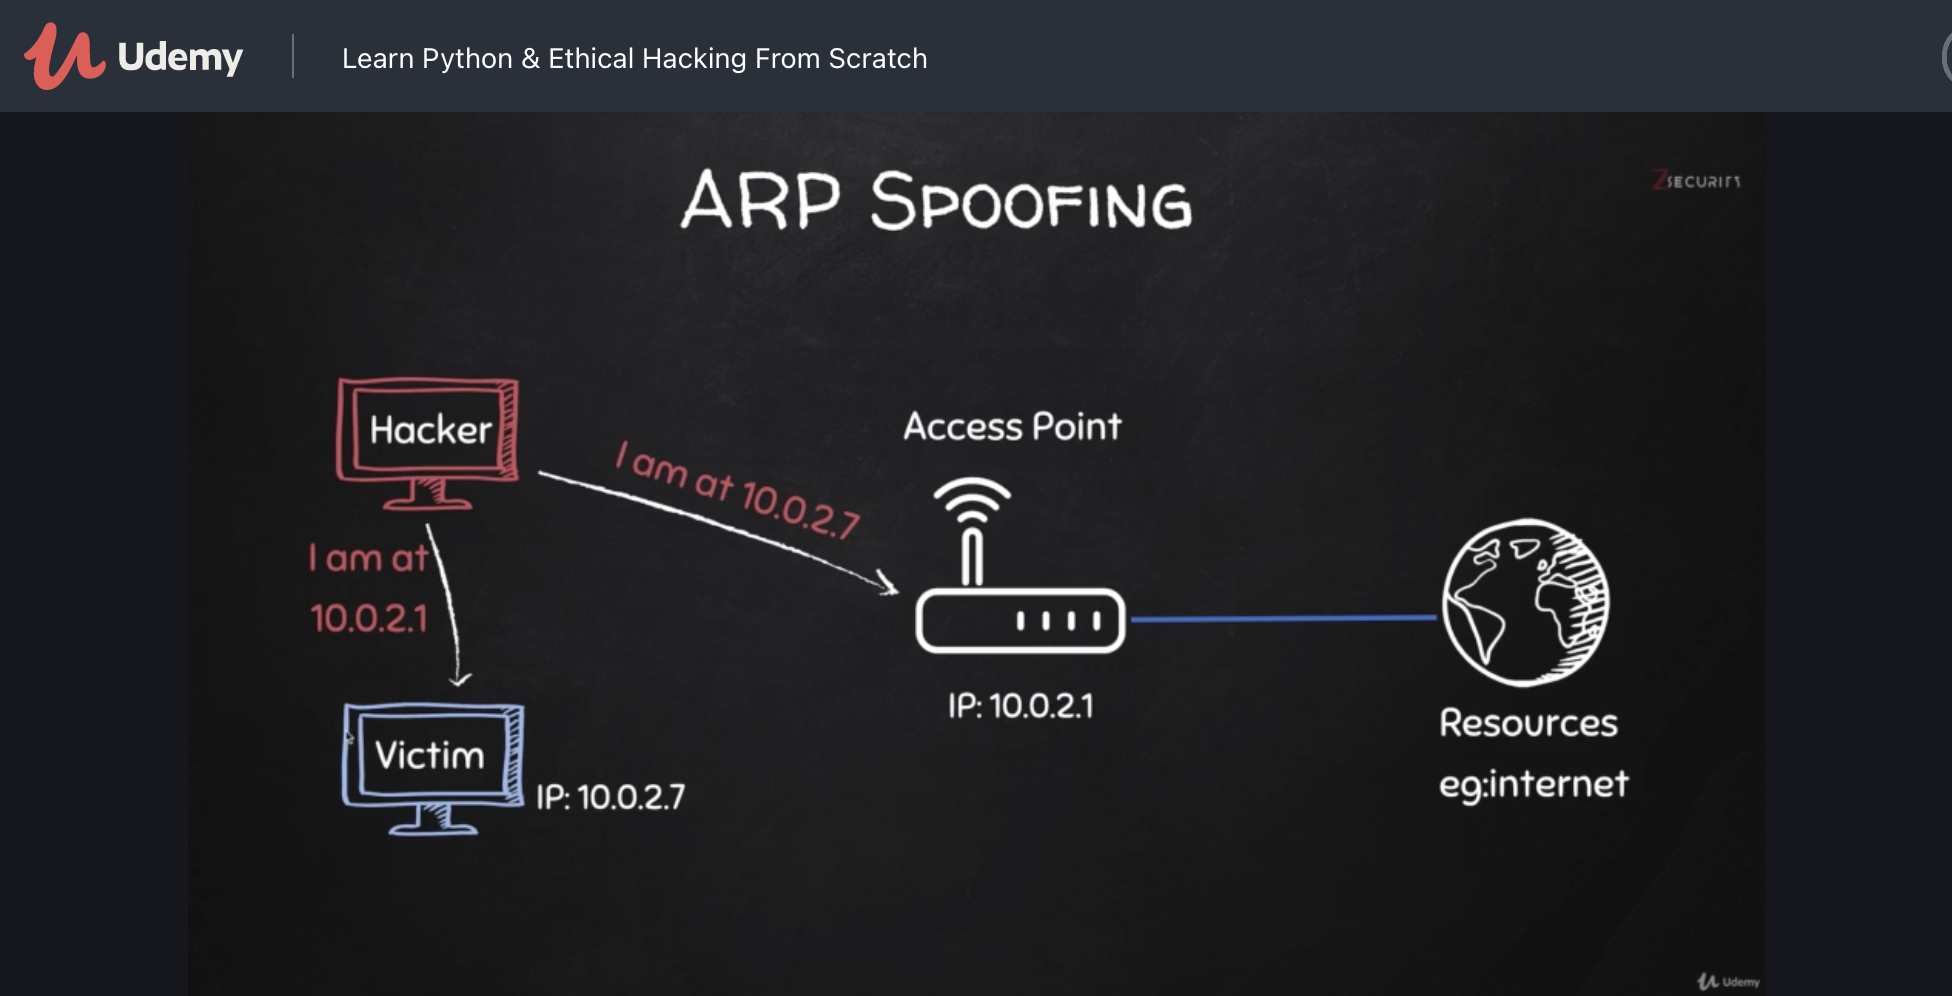 Udemy
Learn Python & Ethical Hacking From Scratch
ARP SPOOFING
ZSECURITY
Hacker
I am at 10.0.2.7
Access Point
I am at
10.0.2.1
Victim
IP: 10.0.2.7
IP: 10.0.2.1
Resources
eg:internet
Udemy